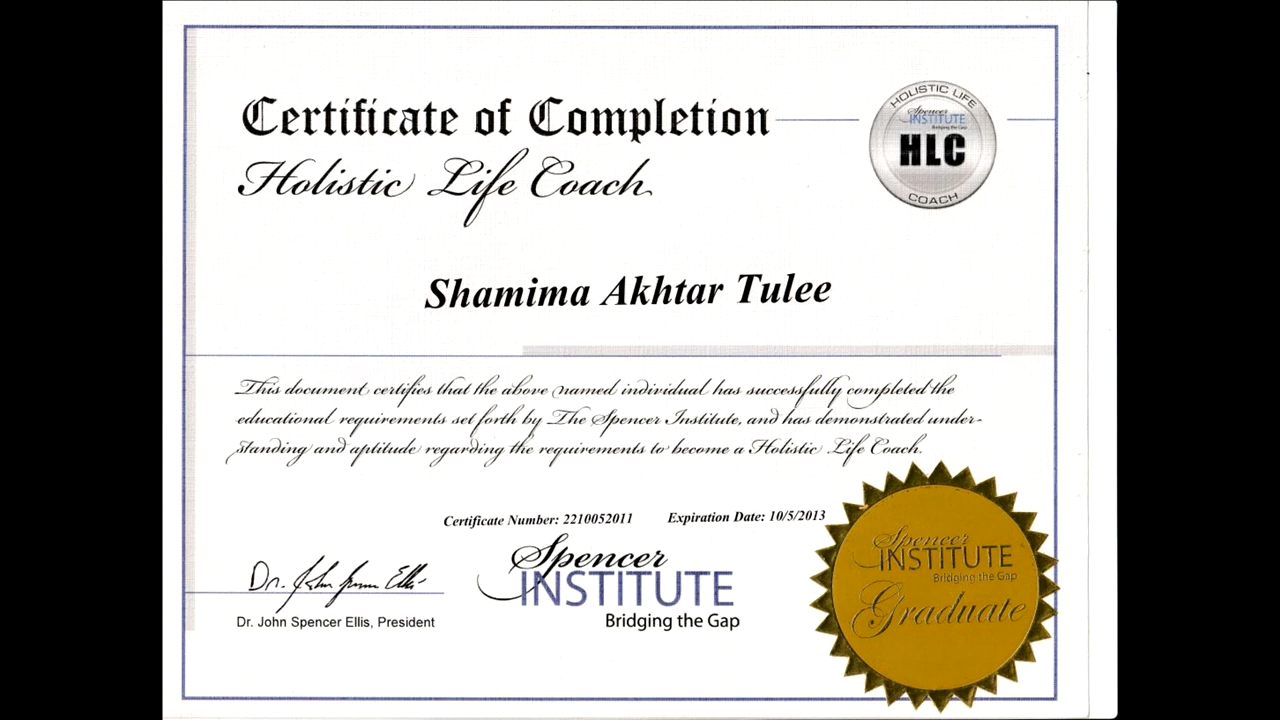 Certificate of Completion
Holistic Life Coach
HOLISTIC LIFE
Spencer
INSTITUTE
Bridging the Gap
HLC
COACH
Shamima Akhtar Tulee
This document certifies that the above named individual has successfully completed the
educational requirements set forth by The Spencer Institute, and has demonstrated under-
standing and aptitude regarding the requirements to become a Holistic Life Coach.
Certificate Number: 2210052011 Expiration Date: 10/5/2013
Dr. John Spencer Ellis
Dr. John Spencer Ellis, President
Spencer
INSTITUTE
Bridging the Gap
Spencer
INSTITUTE
Bridging the Gap
Graduate